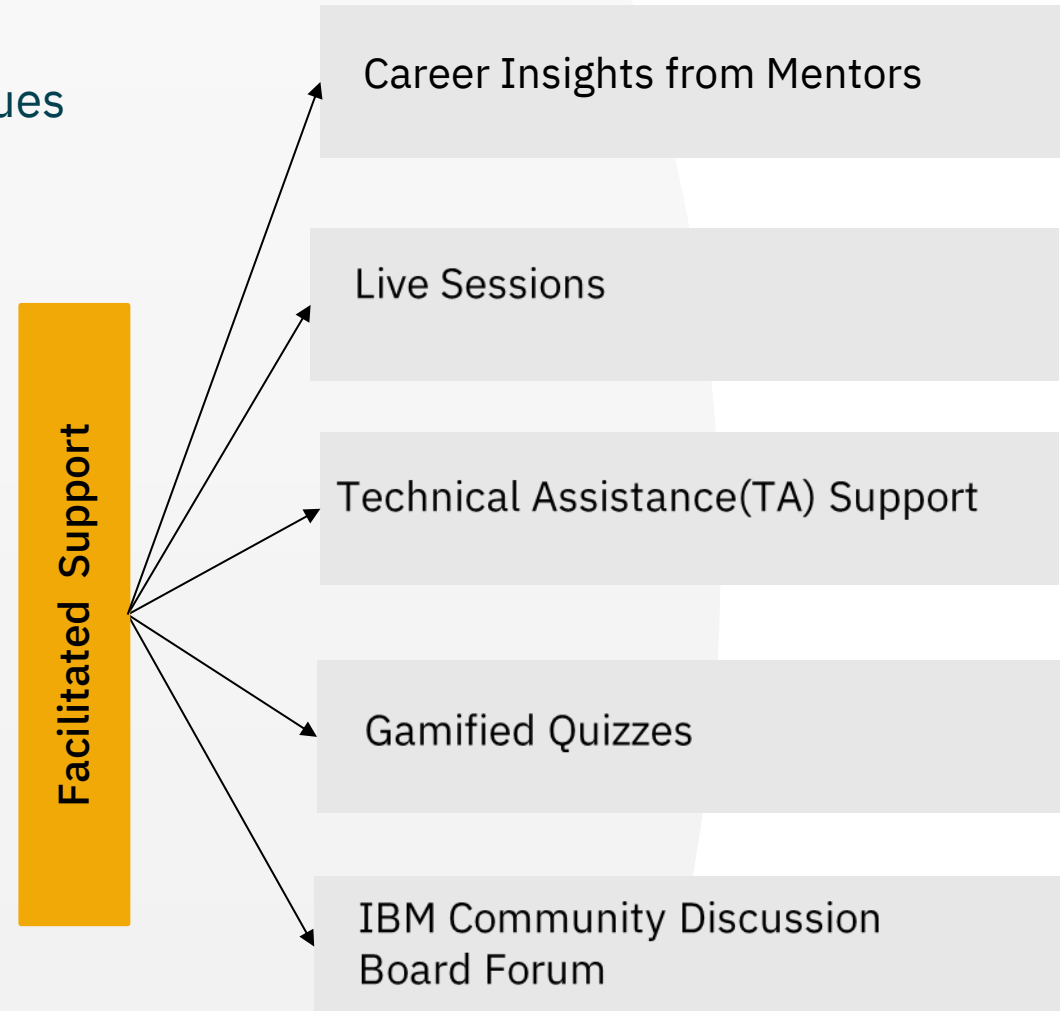 ues
Career Insights from Mentors
Live Sessions
Facilitated Support
Technical Assistance(TA) Support
Gamified Quizzes
IBM Community Discussion
Board Forum